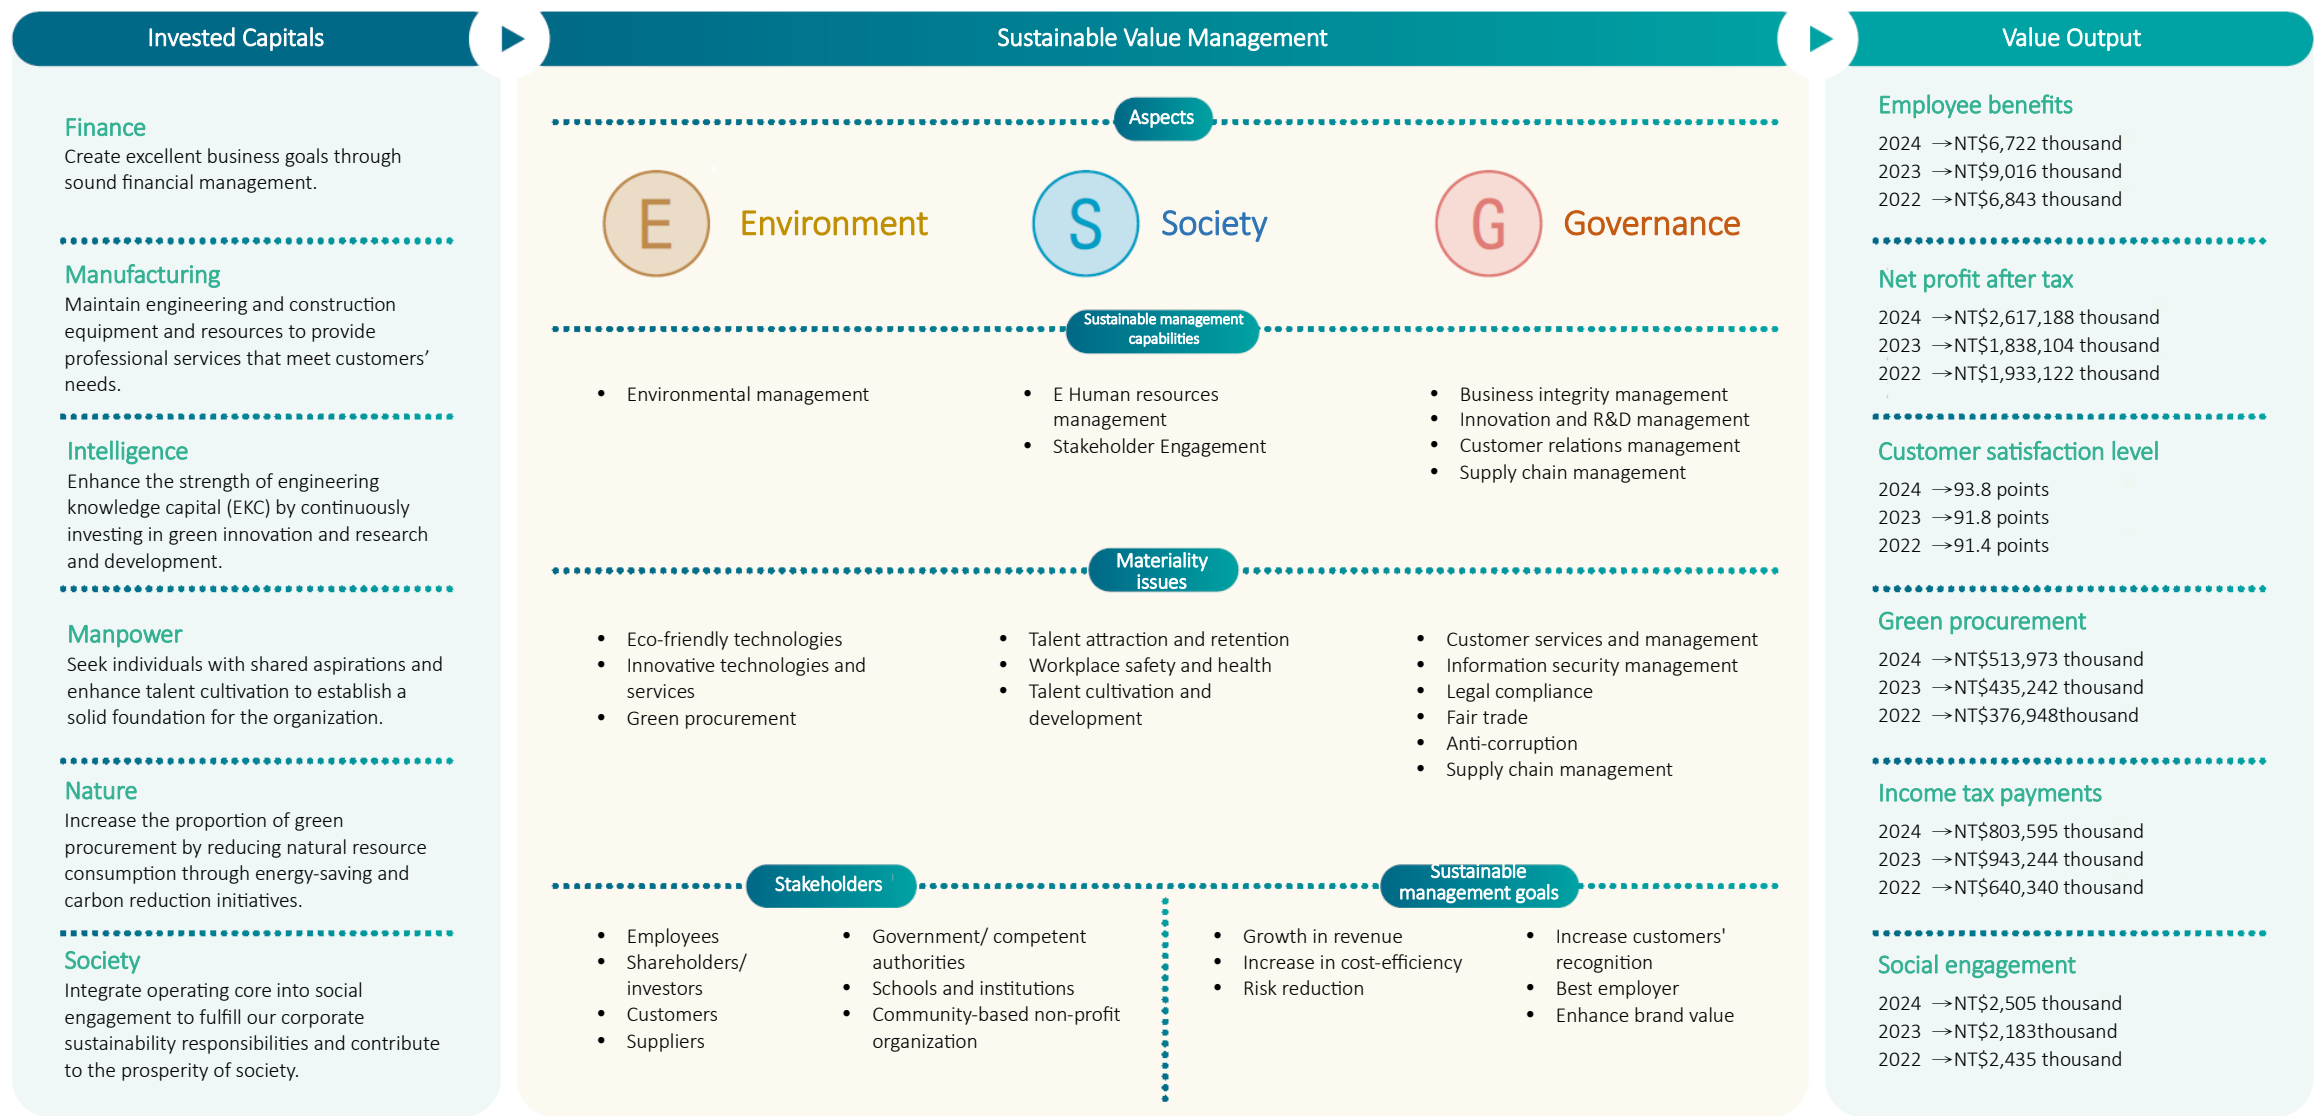 Invested Capitals
Sustainable Value Management
Value Output
Finance
Create excellent business goals through
sound financial management.
Manufacturing
Maintain engineering and construction
equipment and resources to provide
professional services that meet customers’
needs.
Intelligence
Enhance the strength of engineering
knowledge capital (EKC) by continuously
investing in green innovation and research
and development.
Manpower
Seek individuals with shared aspirations and
enhance talent cultivation to establish a
solid foundation for the organization.
Nature
Increase the proportion of green
procurement by reducing natural resource
consumption through energy-saving and
carbon reduction initiatives.
Society
Integrate operating core into social
engagement to fulfill our corporate
sustainability responsibilities and contribute
to the prosperity of society.
Aspects
E
Environment
S
Society
G
Governance
Sustainable management
capabilities
• Environmental management
• E Human resources
management
• Stakeholder Engagement
• Business integrity management
• Innovation and R&D management
• Customer relations management
• Supply chain management
Materiality
issues
• Eco-friendly technologies
• Innovative technologies and
services
• Green procurement
• Talent attraction and retention
• Workplace safety and health
• Talent cultivation and
development
• Customer services and management
• Information security management
• Legal compliance
• Fair trade
• Anti-corruption
• Supply chain management
Stakeholders
• Employees
• Shareholders/
investors
• Customers
• Suppliers
• Government/ competent
authorities
• Schools and institutions
• Community-based non-profit
organization
Sustainable
management goals
• Growth in revenue
• Increase in cost-efficiency
• Risk reduction
• Increase customers'
recognition
• Best employer
• Enhance brand value
Employee benefits
2024 →NT$6,722 thousand
2023 →NT$9,016 thousand
2022 →NT$6,843 thousand
Net profit after tax
2024 →NT$2,617,188 thousand
2023 →NT$1,838,104 thousand
2022 →NT$1,933,122 thousand
Customer satisfaction level
2024 →93.8 points
2023 →91.8 points
2022 →91.4 points
Green procurement
2024 →NT$513,973 thousand
2023 →NT$435,242 thousand
2022 →NT$376,948thousand
Income tax payments
2024 →NT$803,595 thousand
2023 →NT$943,244 thousand
2022 →NT$640,340 thousand
Social engagement
2024 →NT$2,505 thousand
2023 →NT$2,183thousand
2022 →NT$2,435 thousand